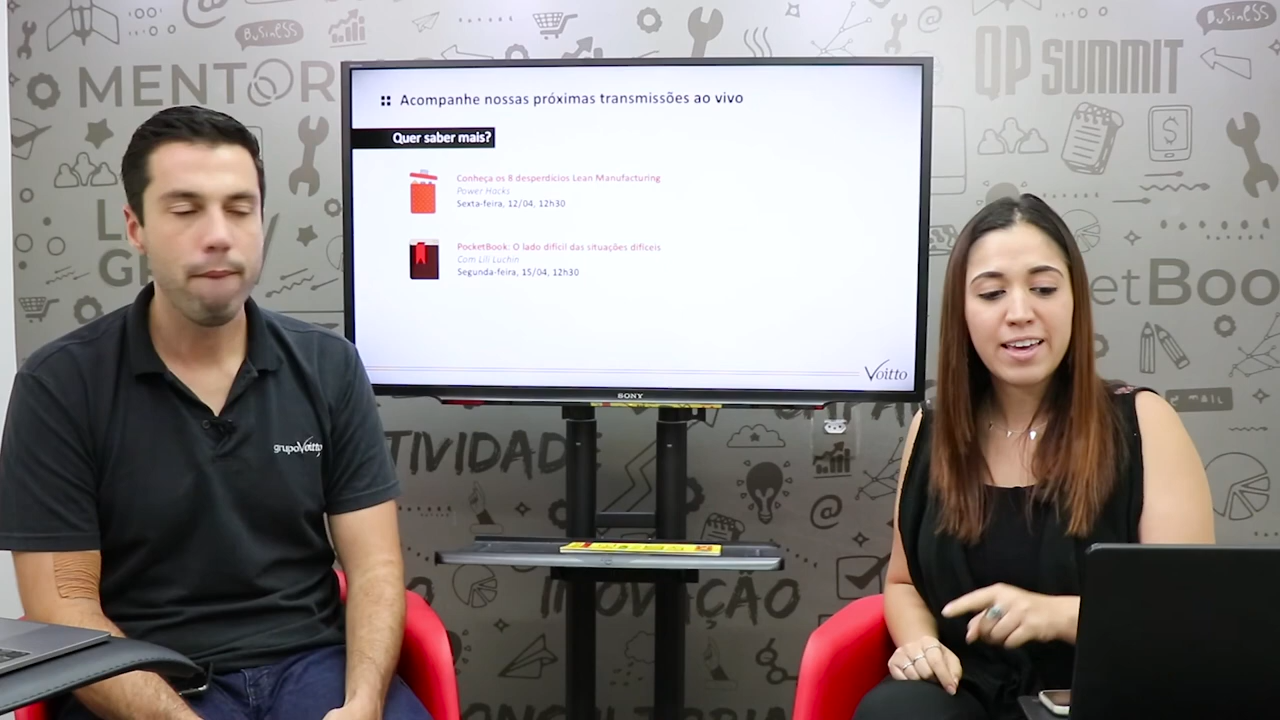 BUSINESS
MENTOR
QP SUMMIT
Acompanhe nossas próximas transmissões ao vivo
Quer saber mais?
Conheça os 8 desperdícios Lean Manufacturing
Power Hacks
Sexta-feira, 12/04, 12h30
PocketBook: O lado difícil das situações difíceis
Com Lili Luchin
Segunda-feira, 15/04, 12h30
Voitto
SONY
etBoo
grupoVoitto
TIVIDADE
MAIL
INOVAÇÃO